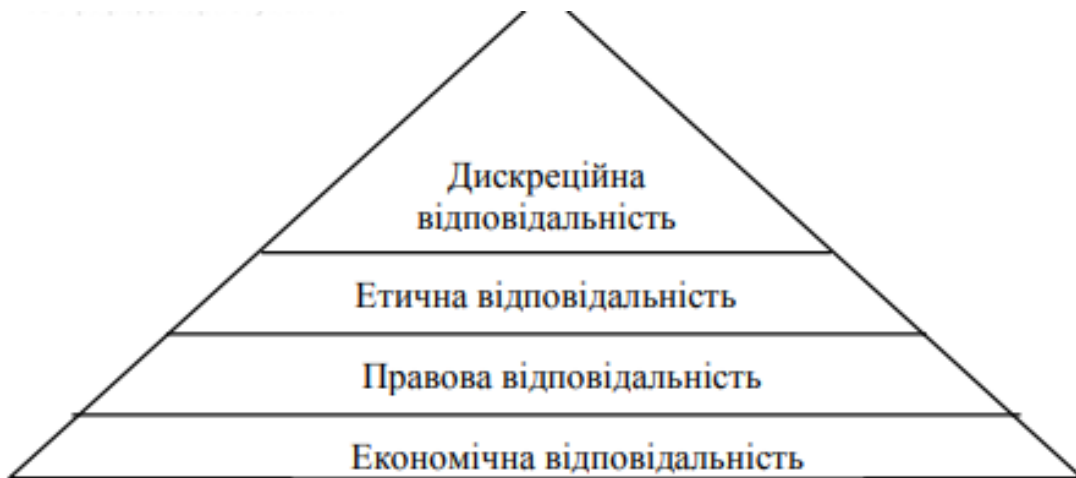 Дискреційна
відповідальність
Етична відповідальність
Правова відповідальність
Економічна відповідальність